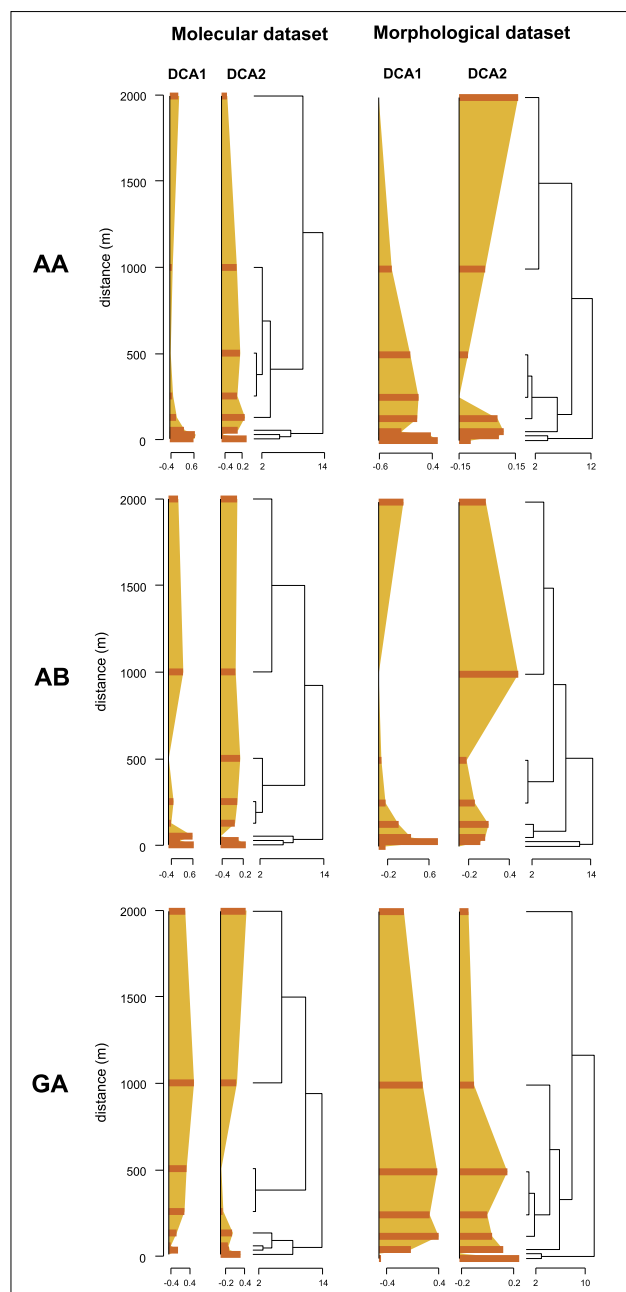 Molecular dataset Morphological dataset
DCA1 DCA2 DCA1 DCA2
AA
distance (m)
2000
1500
1000
500
0
-0.4 0.6 -0.4 0.2 2 14 -0.6 0.4 -0.15 0.15 2 12
AB
distance (m)
2000
1500
1000
500
0
-0.4 0.6 -0.4 0.2 2 14 -0.2 0.6 -0.2 0.4 2 14
GA
distance (m)
2000
1500
1000
500
0
-0.4 0.4 -0.2 0.4 2 14 -0.4 0.0 0.4 -0.2 0.2 2 10